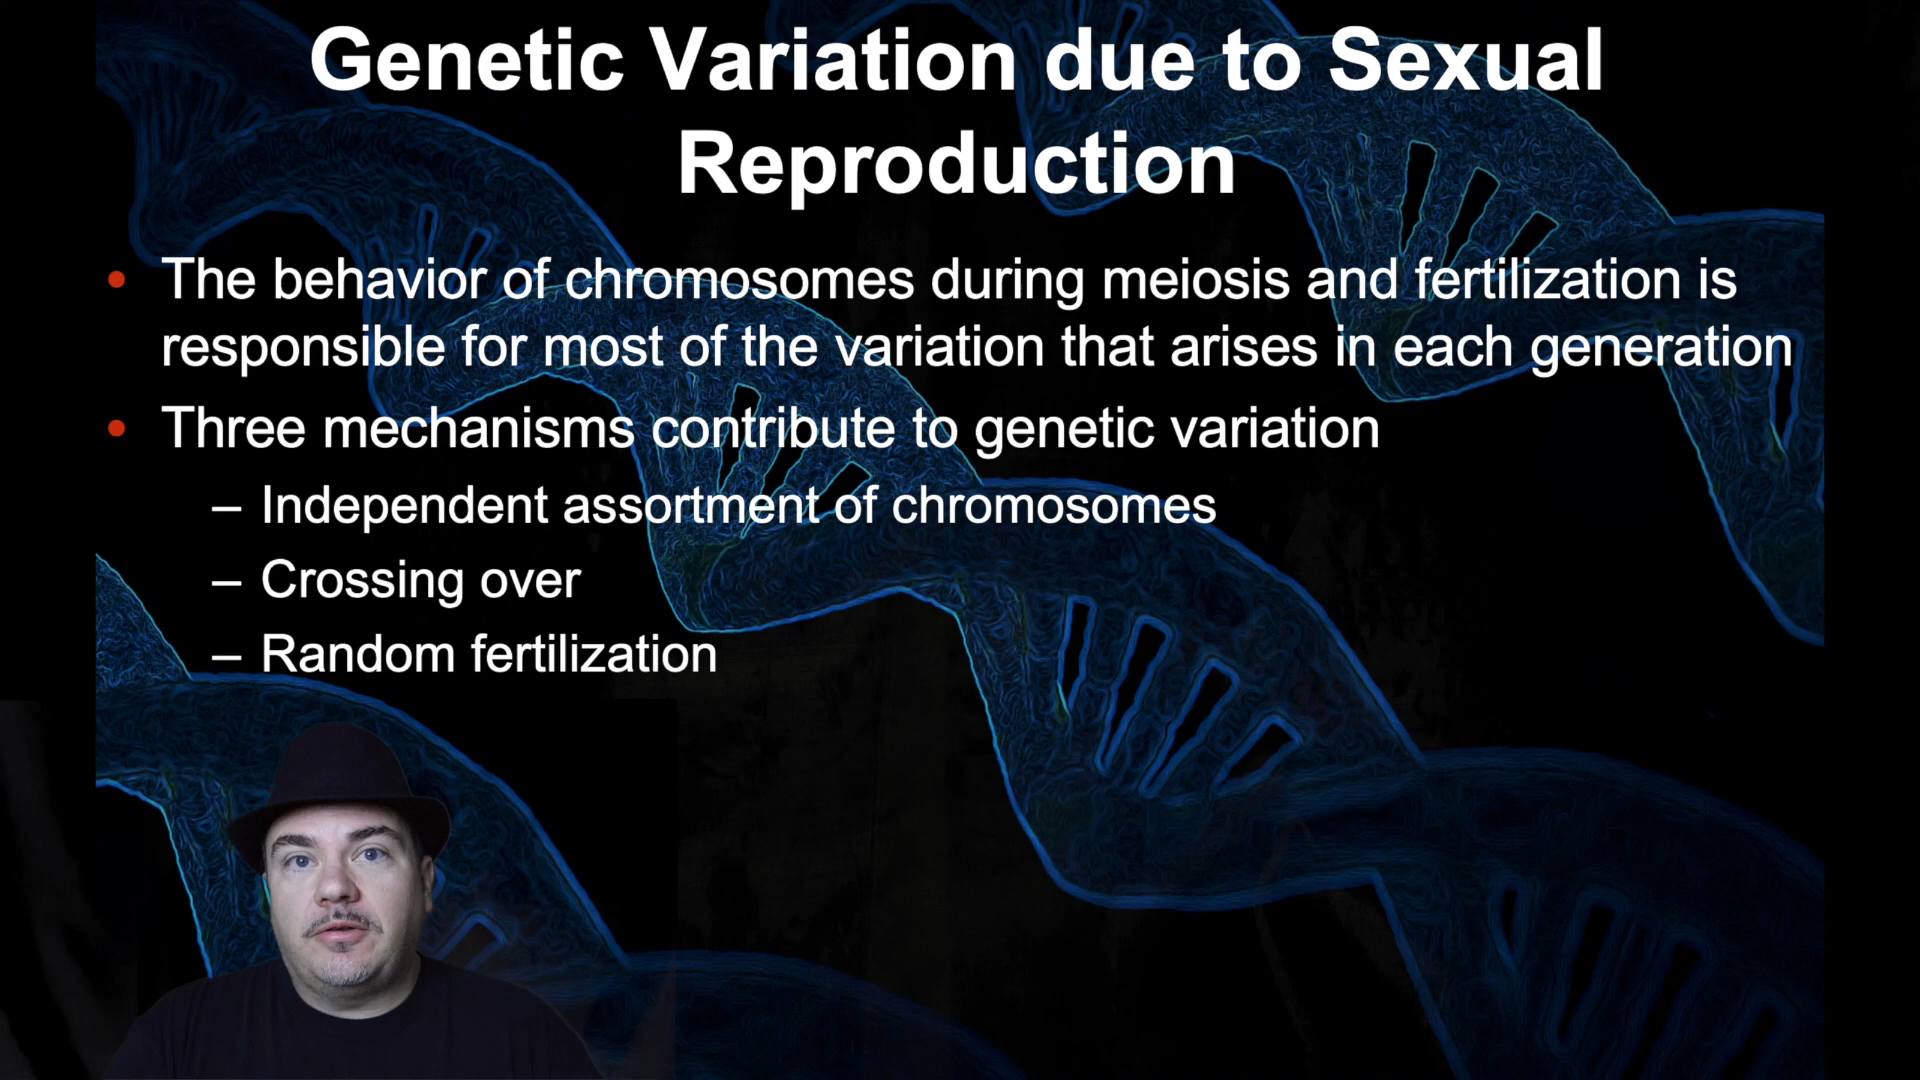 Genetic Variation due to Sexual
Reproduction
• The behavior of chromosomes during meiosis and fertilization is
responsible for most of the variation that arises in each generation
• Three mechanisms contribute to genetic variation
– Independent assortment of chromosomes
– Crossing over
– Random fertilization